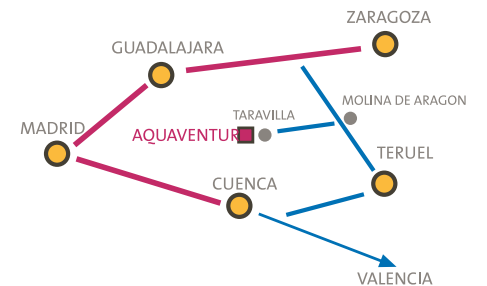 ZARAGOZA
GUADALAJARA
MOLINA DE ARAGON
TARAVILLA
MADRID
AQUAVENTUR
TERUEL
CUENCA
VALENCIA